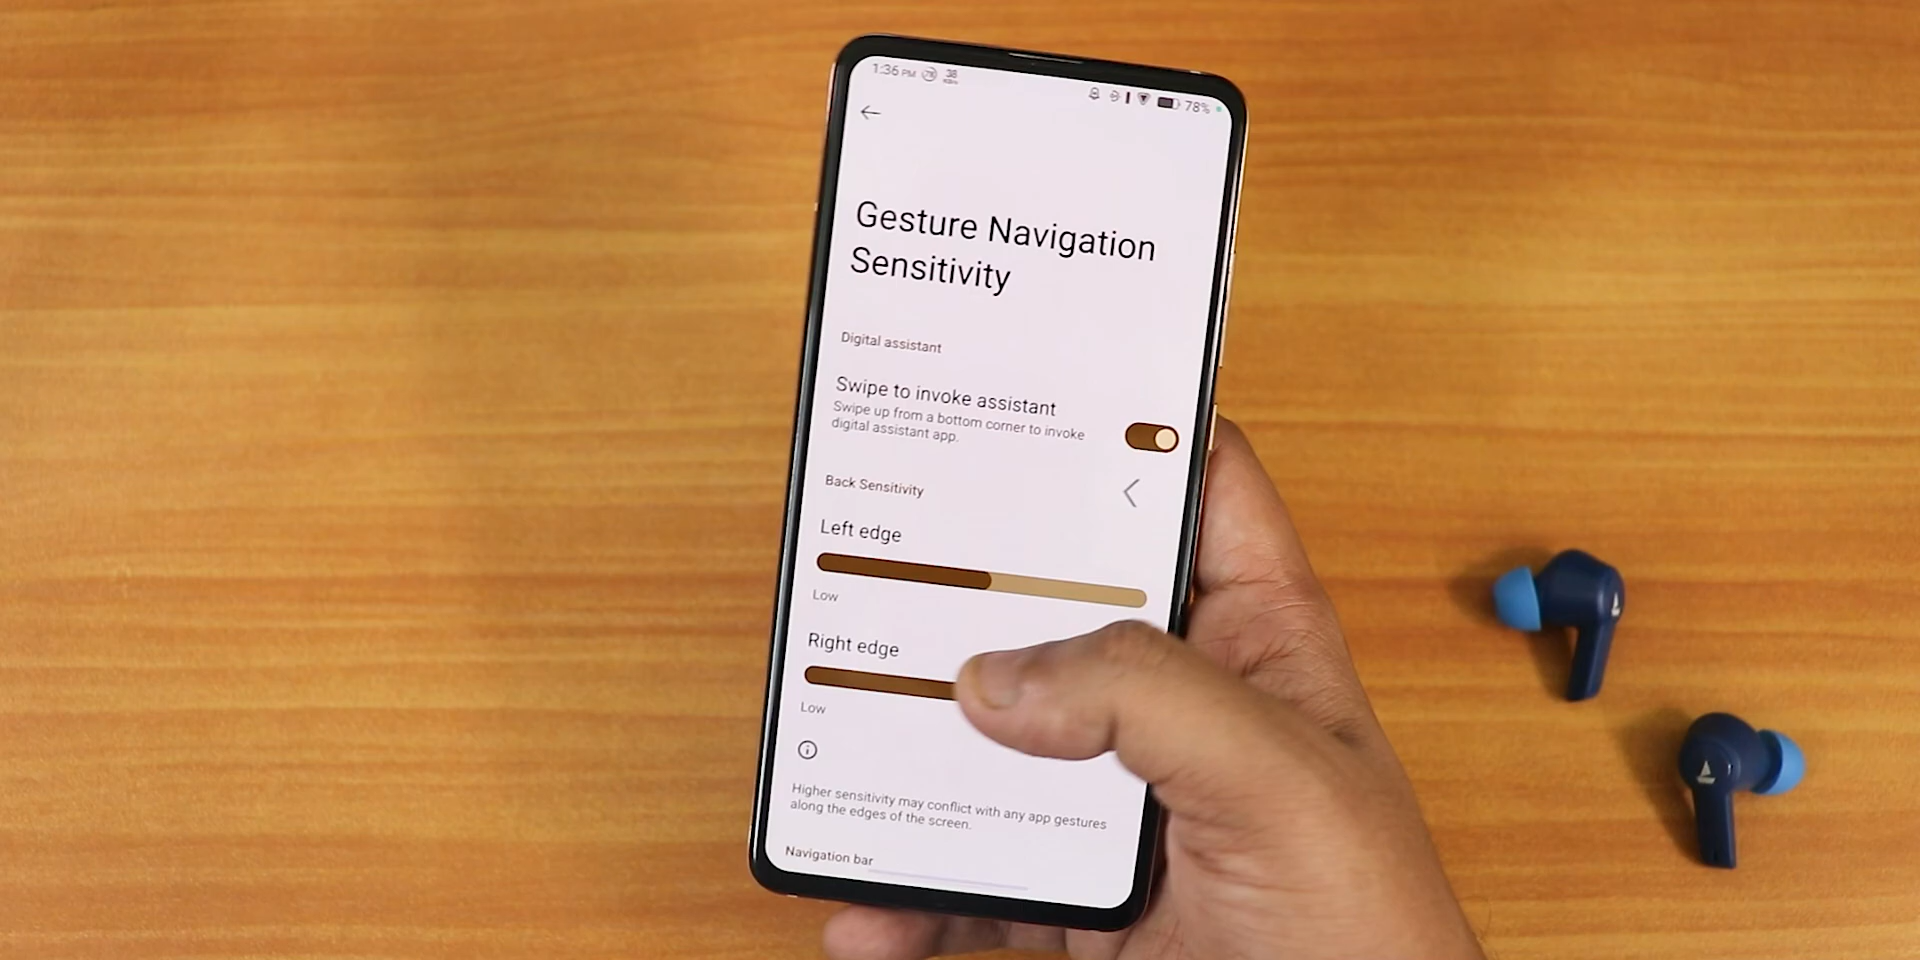 1:36 PM 78 38
78%
Gesture Navigation
Sensitivity
Digital assistant
Swipe to invoke assistant
Swipe up from a bottom corner to invoke
digital assistant app.
Back Sensitivity
Left edge
Low
Right edge
Low
Higher sensitivity may conflict with any app gestures
along the edges of the screen.
Navigation bar